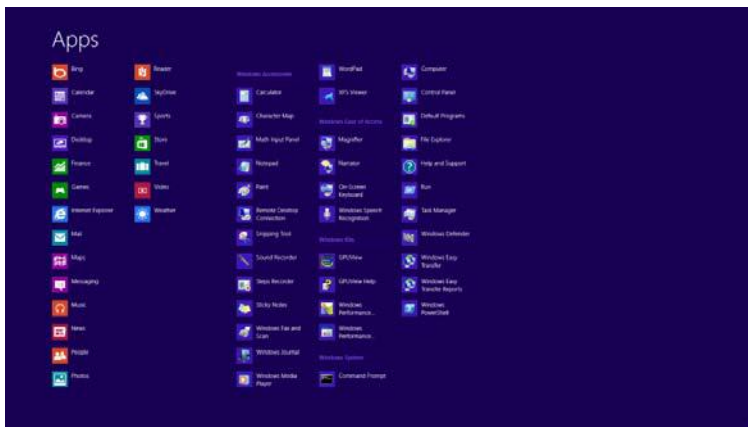 Apps
Bing
Calendar
Camera
Desktop
Finance
Games
Internet Explorer
Mail
Maps
Messaging
Music
News
People
Photos
Reader
SkyDrive
Sports
Store
Travel
Video
Weather
Windows Accessories
Calculator
Character Map
Math Input Panel
Notepad
Paint
Remote Desktop
Connection
Snipping Tool
Sound Recorder
Steps Recorder
Sticky Notes
Windows Fax and
Scan
Windows Journal
Windows Media
Player
WordPad
XPS Viewer
Windows Ease of Access
Magnifier
Narrator
On-Screen
Keyboard
Windows Speech
Recognition
Windows Kits
GPUView
GPUView Help
Windows
Performance...
Windows
Performance...
Windows System
Command Prompt
Computer
Control Panel
Default Programs
File Explorer
Help and Support
Run
Task Manager
Windows Defender
Windows Easy
Transfer
Windows Easy
Transfer Reports
Windows
PowerShell